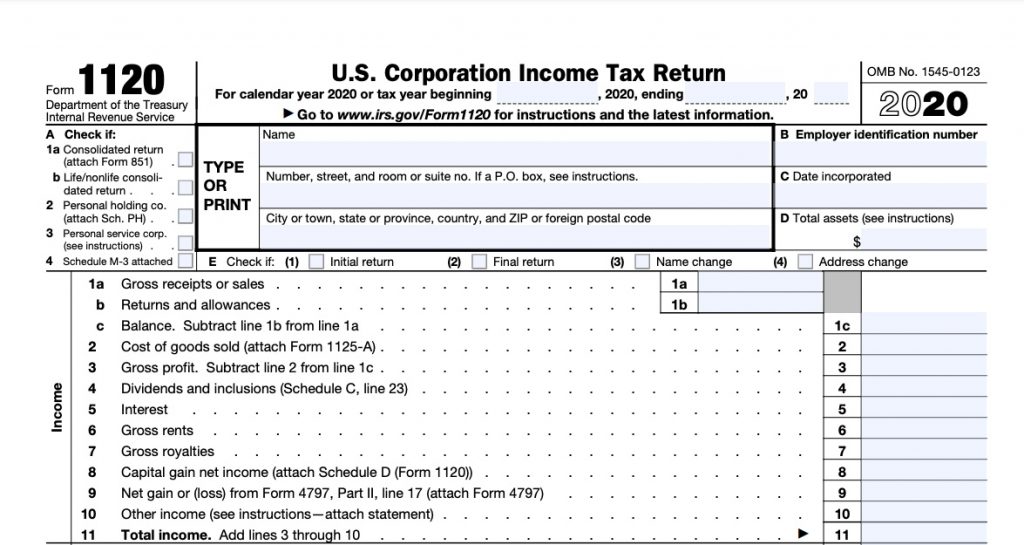 Form 1120
Department of the Treasury
Internal Revenue Service
U.S. Corporation Income Tax Return
For calendar year 2020 or tax year beginning , 2020, ending , 20
▶ Go to www.irs.gov/Form1120 for instructions and the latest information.
OMB No. 1545-0123
2020
A Check if:
1a Consolidated return
(attach Form 851) .
b Life/nonlife consoli-
dated return . . .
2 Personal holding co.
(attach Sch. PH) . .
3 Personal service corp.
(see instructions) . .
4 Schedule M-3 attached
TYPE
OR
PRINT
Name
Number, street, and room or suite no. If a P.O. box, see instructions.
City or town, state or province, country, and ZIP or foreign postal code
B Employer identification number
C Date incorporated
D Total assets (see instructions)
$
E Check if: (1) Initial return (2) Final return (3) Name change (4) Address change
Income
1a Gross receipts or sales . . . . . . . . . . . . . . . . . 1a
b Returns and allowances . . . . . . . . . . . . . . . . . 1b
c Balance. Subtract line 1b from line 1a . . . . . . . . . . . . . . . . . . . 1c
2 Cost of goods sold (attach Form 1125-A) . . . . . . . . . . . . . . . . . . . 2
3 Gross profit. Subtract line 2 from line 1c . . . . . . . . . . . . . . . . . . . 3
4 Dividends and inclusions (Schedule C, line 23) . . . . . . . . . . . . . . . . . . 4
5 Interest . . . . . . . . . . . . . . . . . . . . . . . . . . . 5
6 Gross rents . . . . . . . . . . . . . . . . . . . . . . . . . . 6
7 Gross royalties . . . . . . . . . . . . . . . . . . . . . . . . . 7
8 Capital gain net income (attach Schedule D (Form 1120)) . . . . . . . . . . . . . . . 8
9 Net gain or (loss) from Form 4797, Part II, line 17 (attach Form 4797) . . . . . . . . . . . 9
10 Other income (see instructions—attach statement) . . . . . . . . . . . . . . . . . 10
11 Total income. Add lines 3 through 10 . . . . . . . . . . . . . . . . . . . ▶ 11